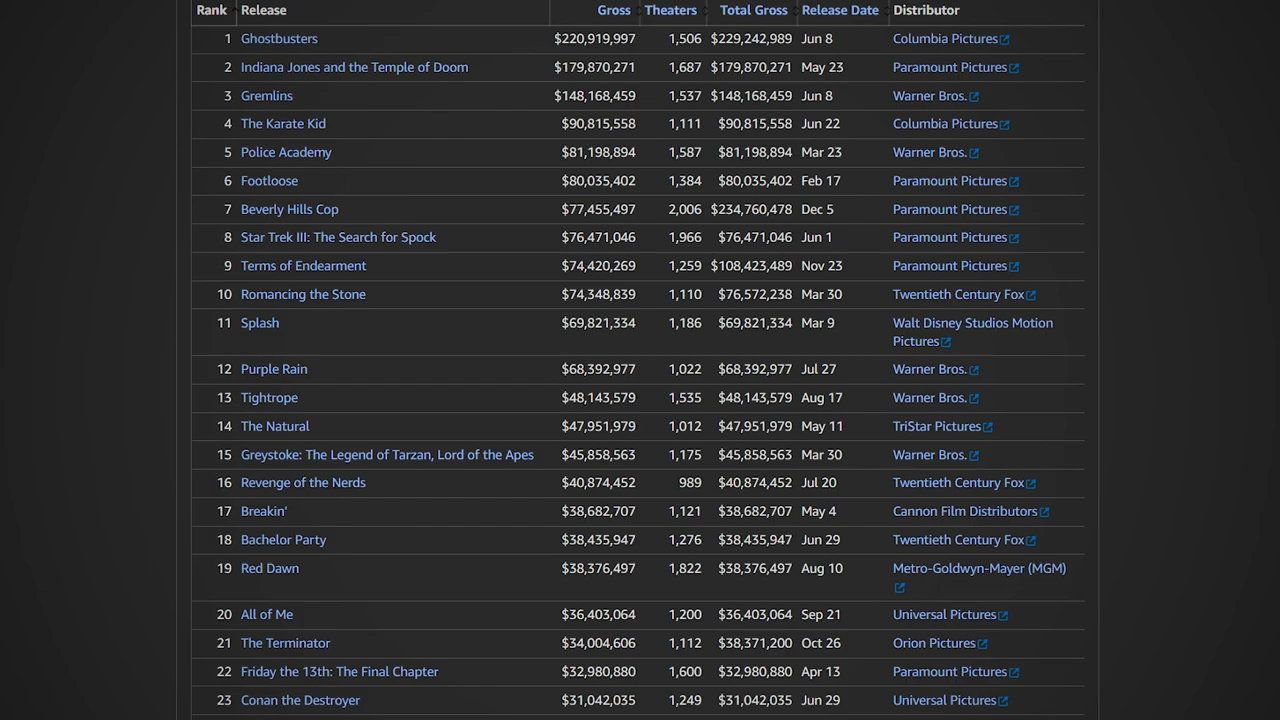 Rank Release Gross Theaters Total Gross Release Date Distributor
1 Ghostbusters $220,919,997 1,506 $229,242,989 Jun 8 Columbia Pictures
2 Indiana Jones and the Temple of Doom $179,870,271 1,687 $179,870,271 May 23 Paramount Pictures
3 Gremlins $148,168,459 1,537 $148,168,459 Jun 8 Warner Bros.
4 The Karate Kid $90,815,558 1,111 $90,815,558 Jun 22 Columbia Pictures
5 Police Academy $81,198,894 1,587 $81,198,894 Mar 23 Warner Bros.
6 Footloose $80,035,402 1,384 $80,035,402 Feb 17 Paramount Pictures
7 Beverly Hills Cop $77,455,497 2,006 $234,760,478 Dec 5 Paramount Pictures
8 Star Trek III: The Search for Spock $76,471,046 1,966 $76,471,046 Jun 1 Paramount Pictures
9 Terms of Endearment $74,420,269 1,259 $108,423,489 Nov 23 Paramount Pictures
10 Romancing the Stone $74,348,839 1,110 $76,572,238 Mar 30 Twentieth Century Fox
11 Splash $69,821,334 1,186 $69,821,334 Mar 9 Walt Disney Studios Motion
Pictures
12 Purple Rain $68,392,977 1,022 $68,392,977 Jul 27 Warner Bros.
13 Tightrope $48,143,579 1,535 $48,143,579 Aug 17 Warner Bros.
14 The Natural $47,951,979 1,012 $47,951,979 May 11 TriStar Pictures
15 Greystoke: The Legend of Tarzan, Lord of the Apes $45,858,563 1,175 $45,858,563 Mar 30 Warner Bros.
16 Revenge of the Nerds $40,874,452 989 $40,874,452 Jul 20 Twentieth Century Fox
17 Breakin' $38,682,707 1,121 $38,682,707 May 4 Cannon Film Distributors
18 Bachelor Party $38,435,947 1,276 $38,435,947 Jun 29 Twentieth Century Fox
19 Red Dawn $38,376,497 1,822 $38,376,497 Aug 10 Metro-Goldwyn-Mayer (MGM)
20 All of Me $36,403,064 1,200 $36,403,064 Sep 21 Universal Pictures
21 The Terminator $34,004,606 1,112 $38,371,200 Oct 26 Orion Pictures
22 Friday the 13th: The Final Chapter $32,980,880 1,600 $32,980,880 Apr 13 Paramount Pictures
23 Conan the Destroyer $31,042,035 1,249 $31,042,035 Jun 29 Universal Pictures